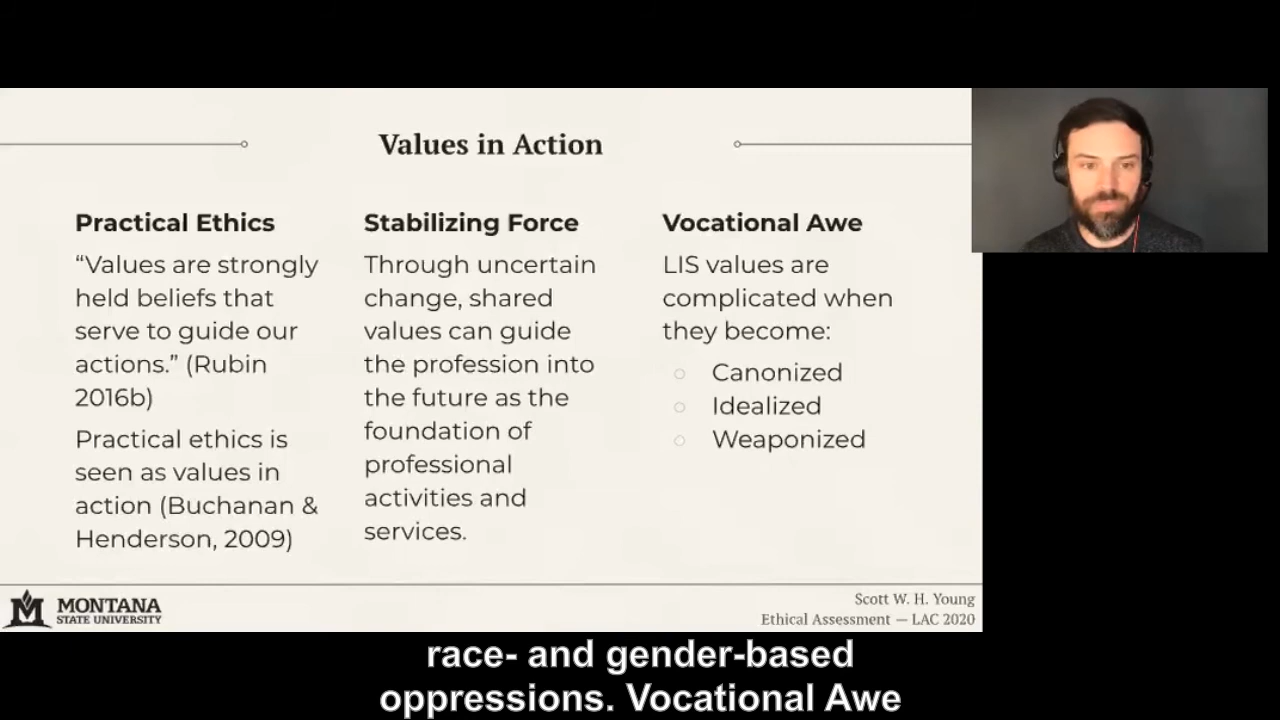 Values in Action
Practical Ethics
“Values are strongly
held beliefs that
serve to guide our
actions.” (Rubin
2016b)
Practical ethics is
seen as values in
action (Buchanan &
Henderson, 2009)
Stabilizing Force
Through uncertain
change, shared
values can guide
the profession into
the future as the
foundation of
professional
activities and
services.
Vocational Awe
LIS values are
complicated when
they become:
Canonized
Idealized
Weaponized
M MONTANA
STATE UNIVERSITY
Scott W. H. Young
Ethical Assessment — LAC 2020
race- and gender-based
oppressions. Vocational Awe